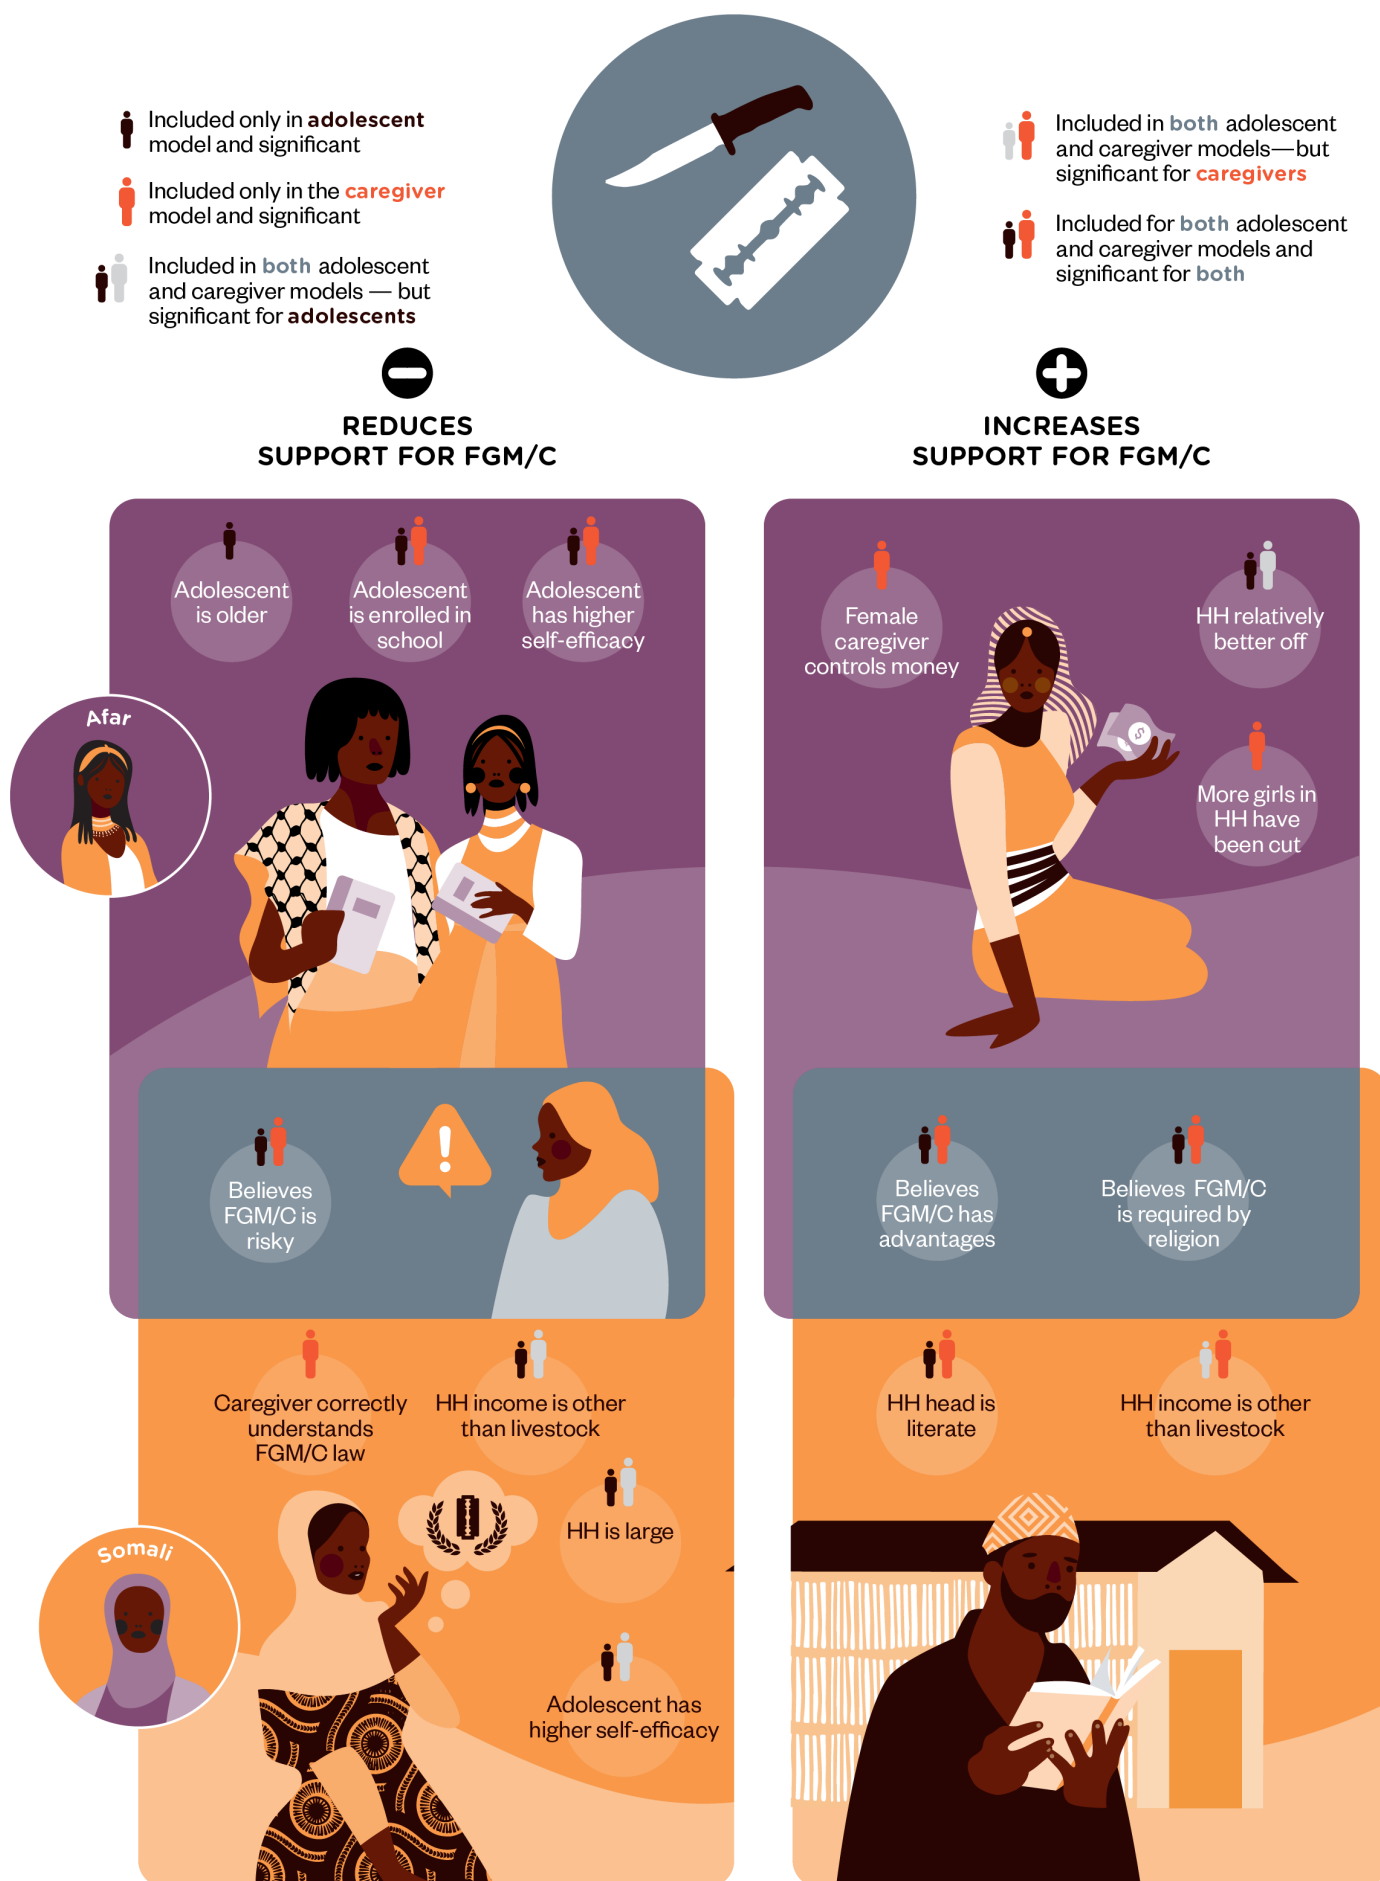 Included only in adolescent
model and significant
Included only in the caregiver
model and significant
Included in both adolescent
and caregiver models — but
significant for adolescents
Included in both adolescent
and caregiver models—but
significant for caregivers
Included for both adolescent
and caregiver models and
significant for both
REDUCES
SUPPORT FOR FGM/C
INCREASES
SUPPORT FOR FGM/C
Afar
Adolescent
is older
Adolescent
is enrolled in
school
Adolescent
has higher
self-efficacy
Female
caregiver
controls money
HH relatively
better off
$
More girls in
HH have
been cut
Believes
FGM/C is
risky
!
Believes
FGM/C has
advantages
Believes FGM/C
is required by
religion
Somali
Caregiver correctly
understands
FGM/C law
HH income is other
than livestock
HH is large
Adolescent has
higher self-efficacy
HH head is
literate
HH income is other
than livestock